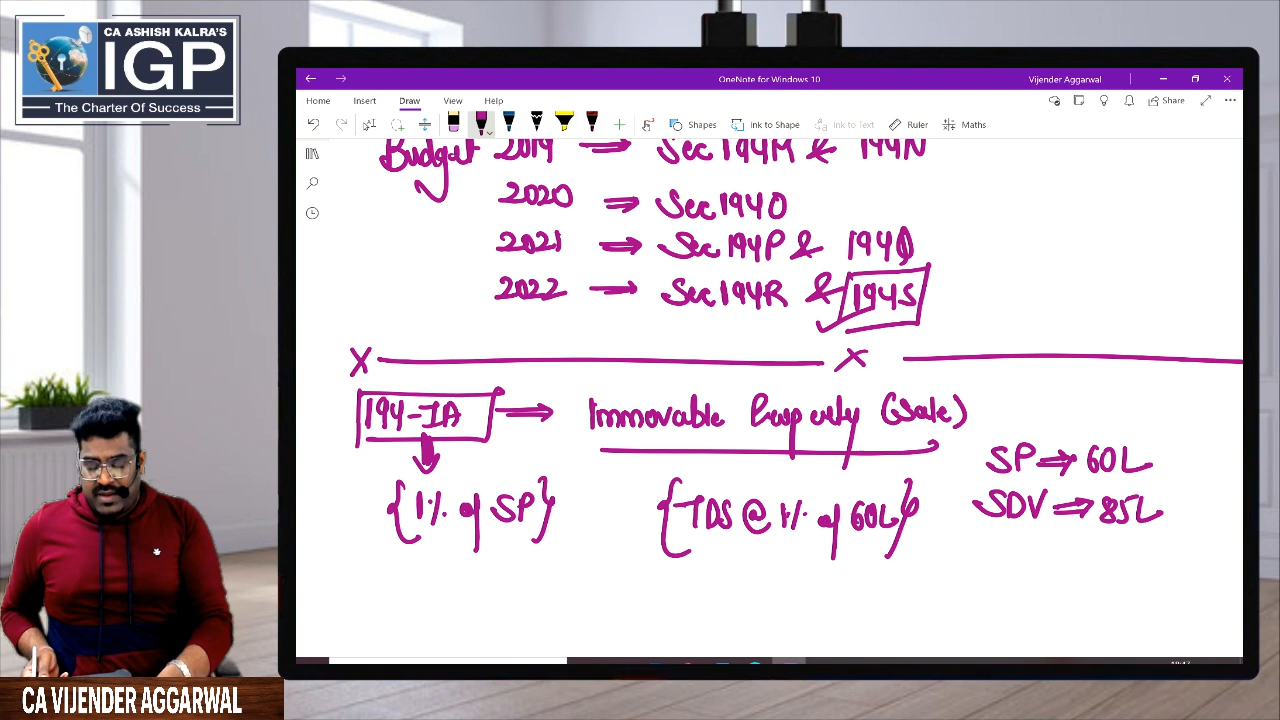 CA ASHISH KALRA'S
IGP
The Charter Of Success
OneNote for Windows 10
Vijender Aggarwal
Home Insert Draw View Help
Share
Shapes Ink to Shape Ink to Text Ruler Maths
Budget 2019 → Sec 194M & 194N
2020 ⇒ Sec 194O
2021 ⇒ Sec 194P & 194Q
2022 → Sec 194R & 194S
X X
194-IA → Immovable Property (Sale)
SP ⇒ 60L
{1% of SP} {TDS @ 1% of 60L} SDV ⇒ 85L
CA VIJENDER AGGARWAL